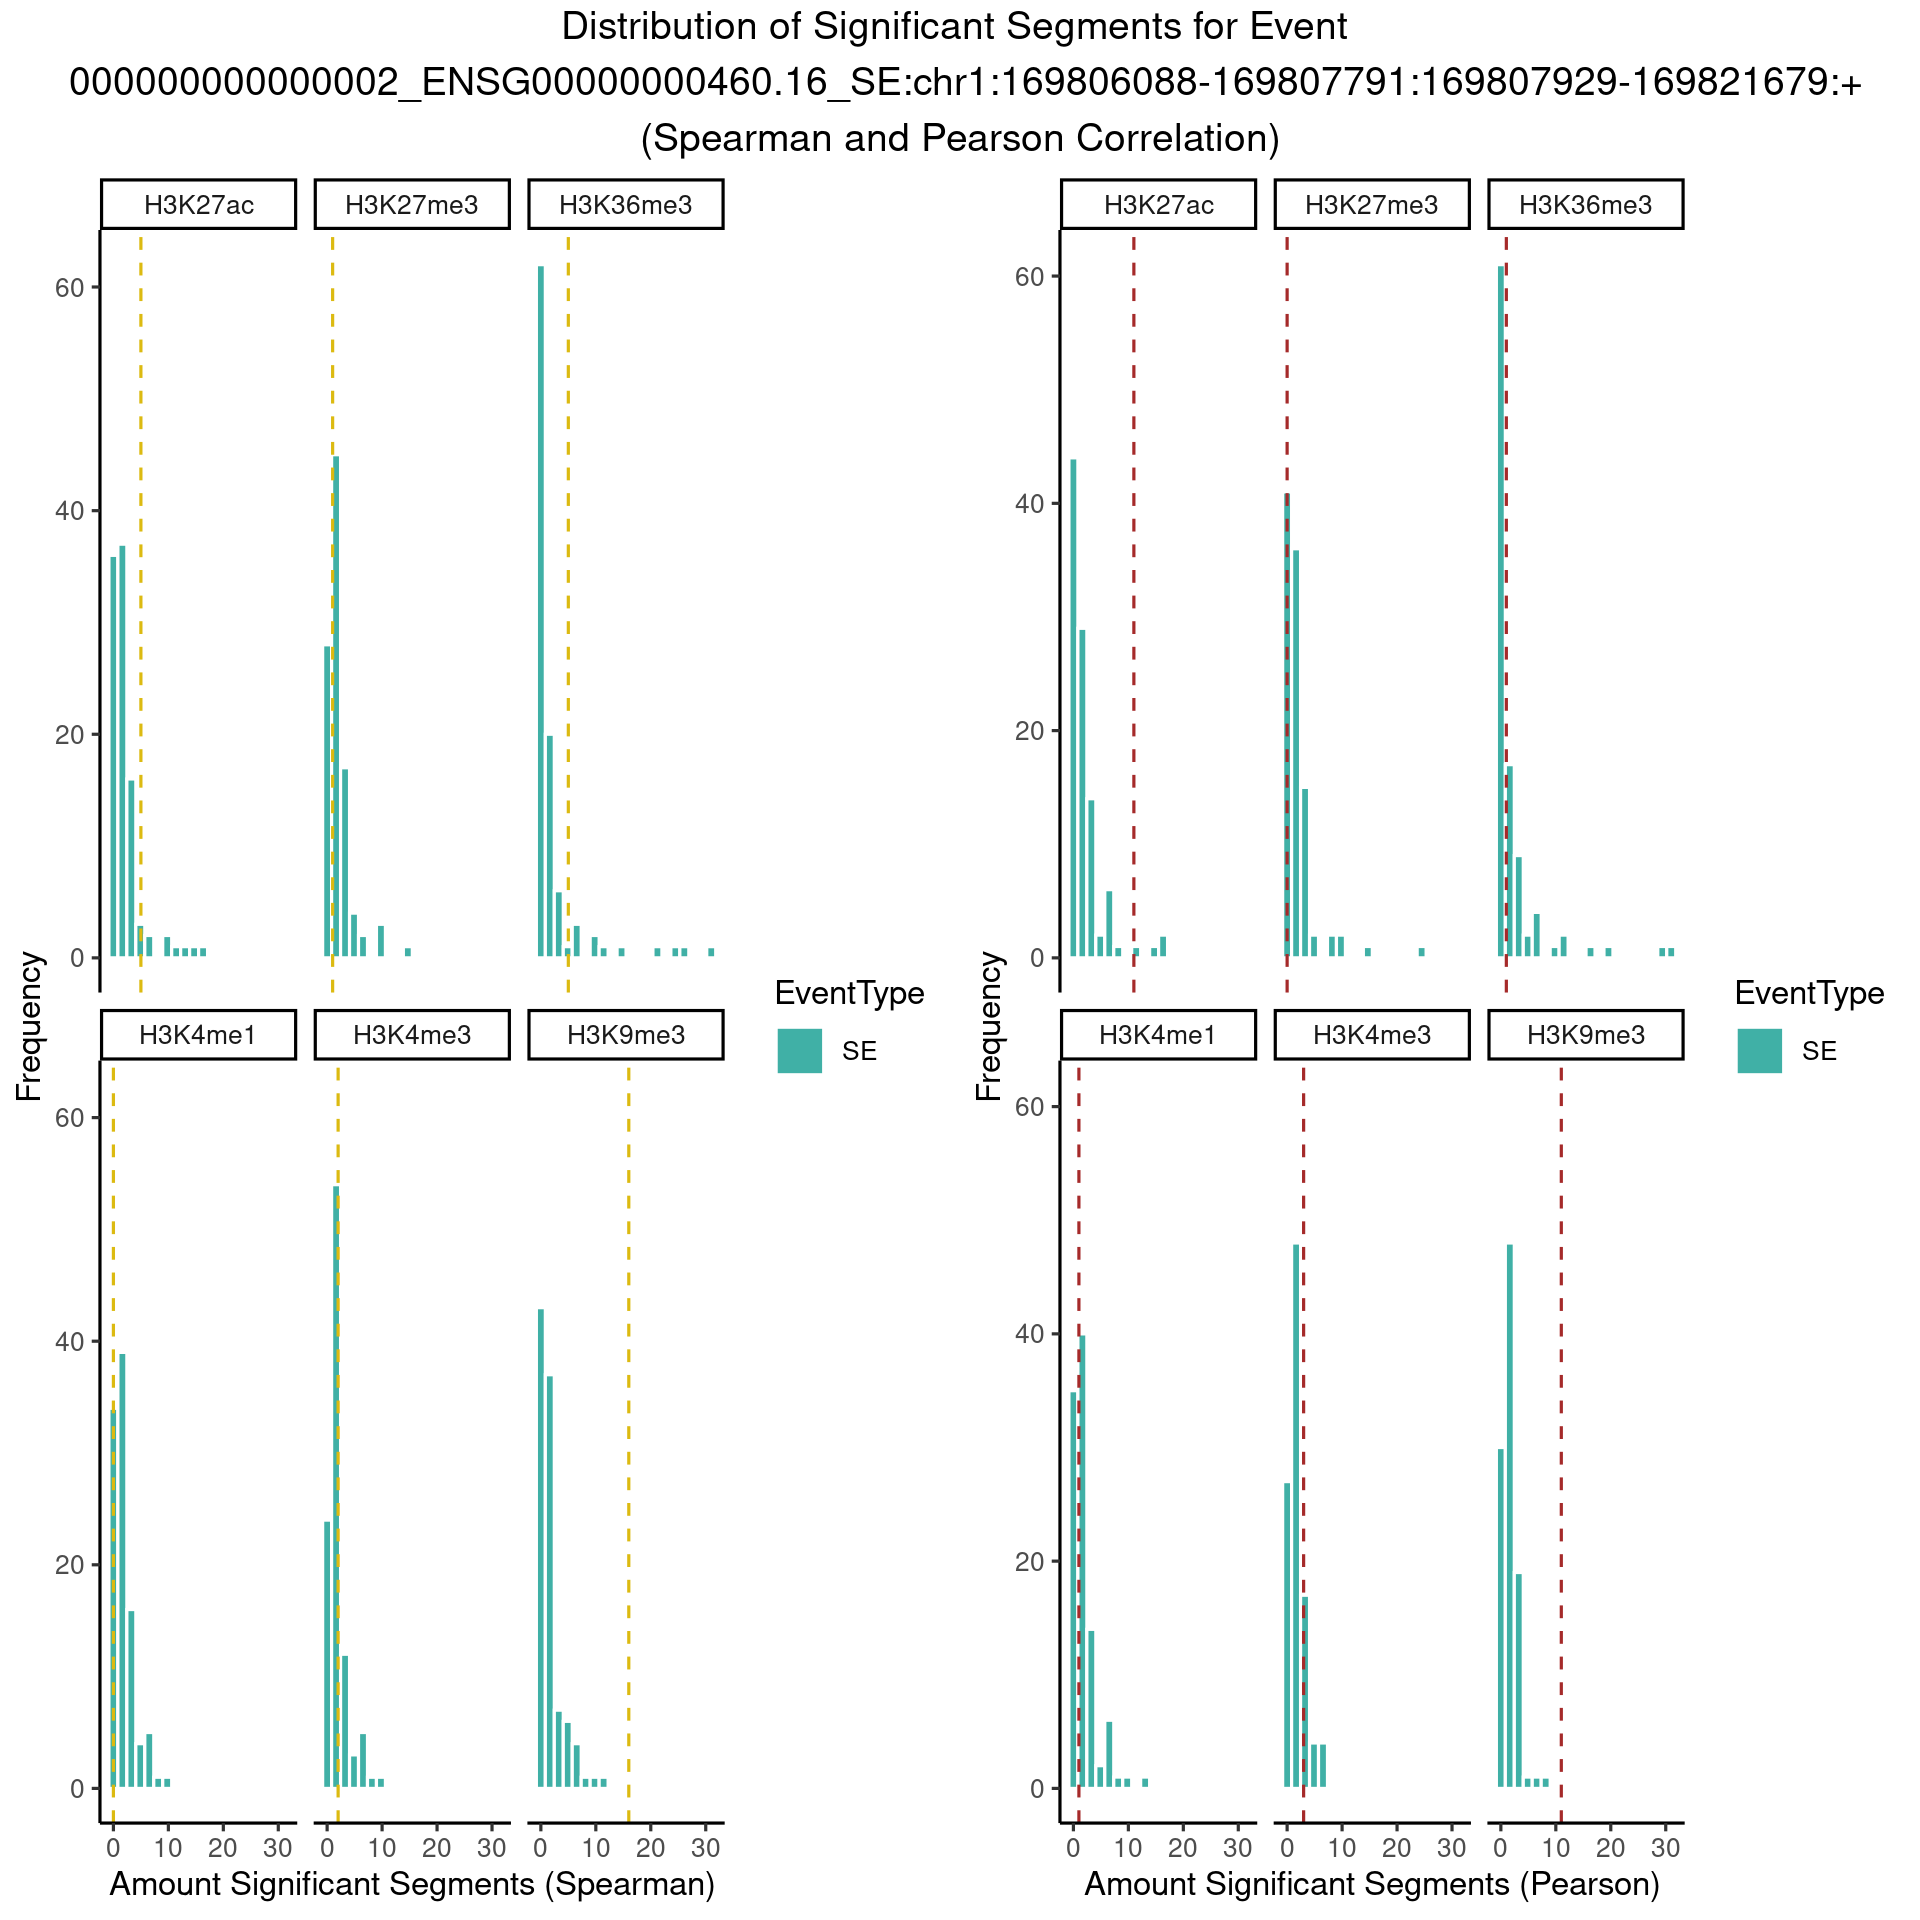 Distribution of Significant Segments for Event
000000000000002_ENSG00000000460.16_SE:chr1:169806088-169807791:169807929-169821679:+
(Spearman and Pearson Correlation)
H3K27ac H3K27me3 H3K36me3
60
40
20
0
H3K4me1 H3K4me3 H3K9me3
60
40
20
0
0 10 20 30 0 10 20 30 0 10 20 30
Frequency
Amount Significant Segments (Spearman)
EventType
SE
H3K27ac H3K27me3 H3K36me3
60
40
20
0
H3K4me1 H3K4me3 H3K9me3
60
40
20
0
0 10 20 30 0 10 20 30 0 10 20 30
Frequency
Amount Significant Segments (Pearson)
EventType
SE